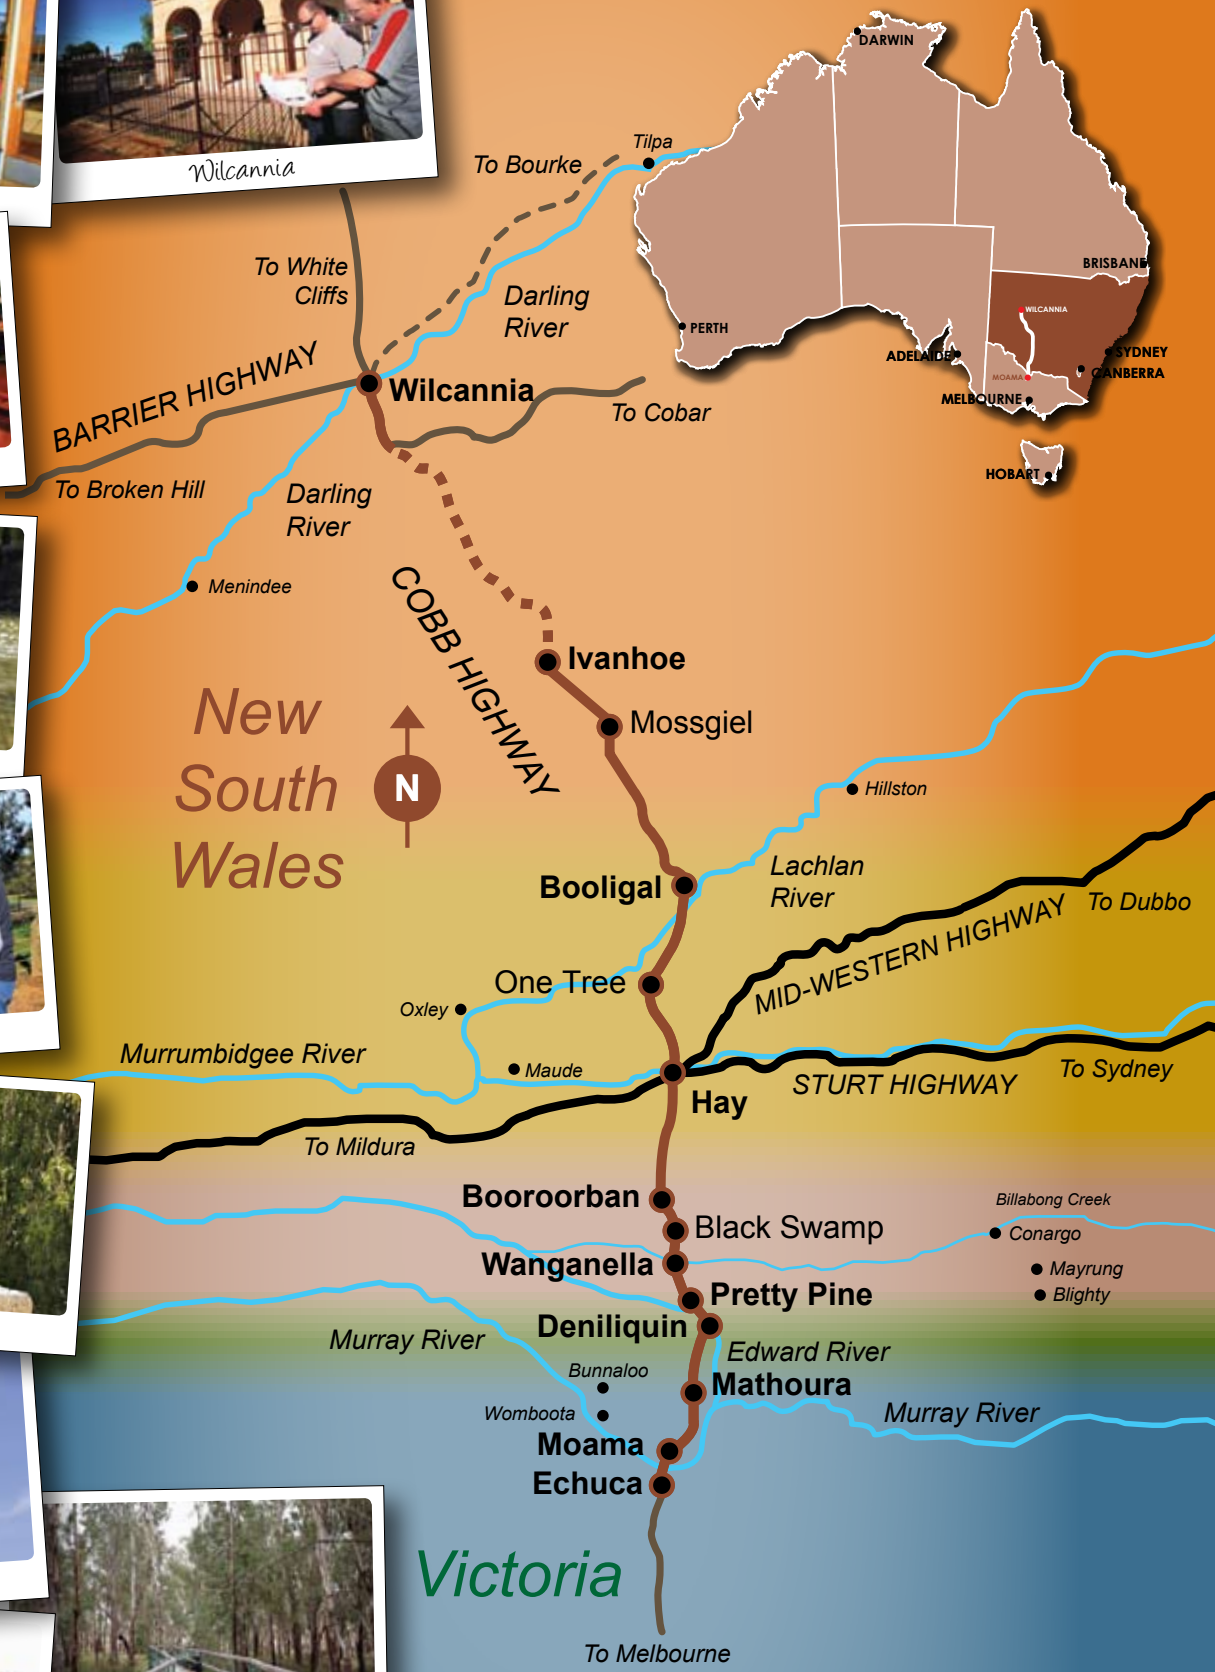 Wilcannia
DARWIN
BRISBANE
PERTH
WILCANNIA
ADELAIDE
SYDNEY
CANBERRA
MOAMA
MELBOURNE
HOBART
Tilpa
To Bourke
To White
Cliffs
Darling
River
BARRIER HIGHWAY
Wilcannia
To Cobar
To Broken Hill
Darling
River
Menindee
COBB HIGHWAY
Ivanhoe
New
South
Wales
N
Mossgiel
Hillston
Lachlan
River
Booligal
To Dubbo
MID-WESTERN HIGHWAY
One Tree
Oxley
Murrumbidgee River
Maude
To Sydney
STURT HIGHWAY
Hay
To Mildura
Booroorban
Billabong Creek
Black Swamp
Conargo
Wanganella
Mayrung
Pretty Pine
Blighty
Deniliquin
Murray River
Edward River
Bunnaloo
Mathoura
Womboota
Murray River
Moama
Echuca
Victoria
To Melbourne